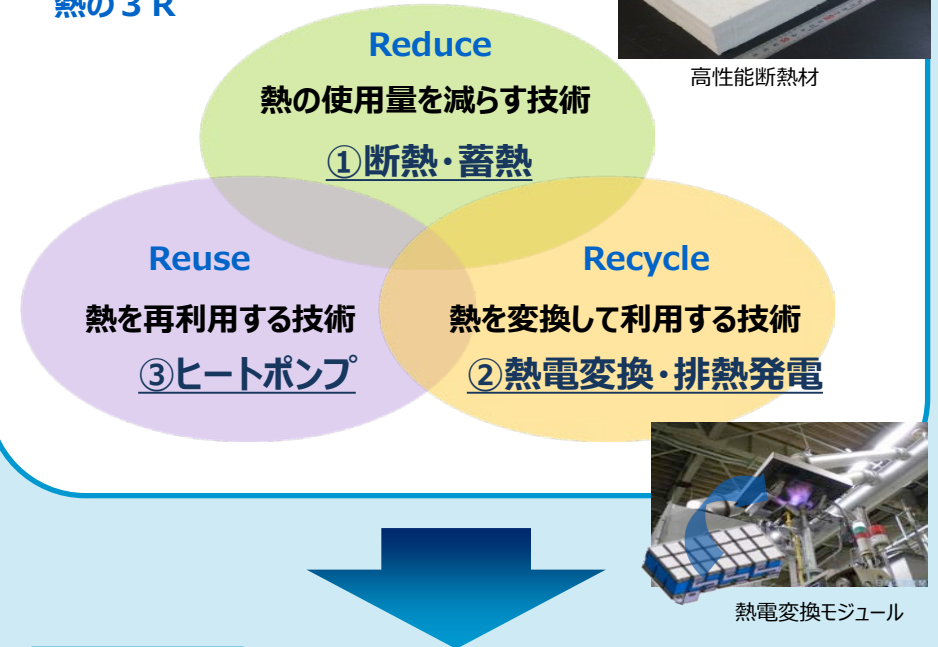 熱の３Ｒ
高性能断熱材
Reduce
熱の使用量を減らす技術
①断熱・蓄熱
Reuse
熱を再利用する技術
③ヒートポンプ
Recycle
熱を変換して利用する技術
②熱電変換・排熱発電
熱電変換モジュール